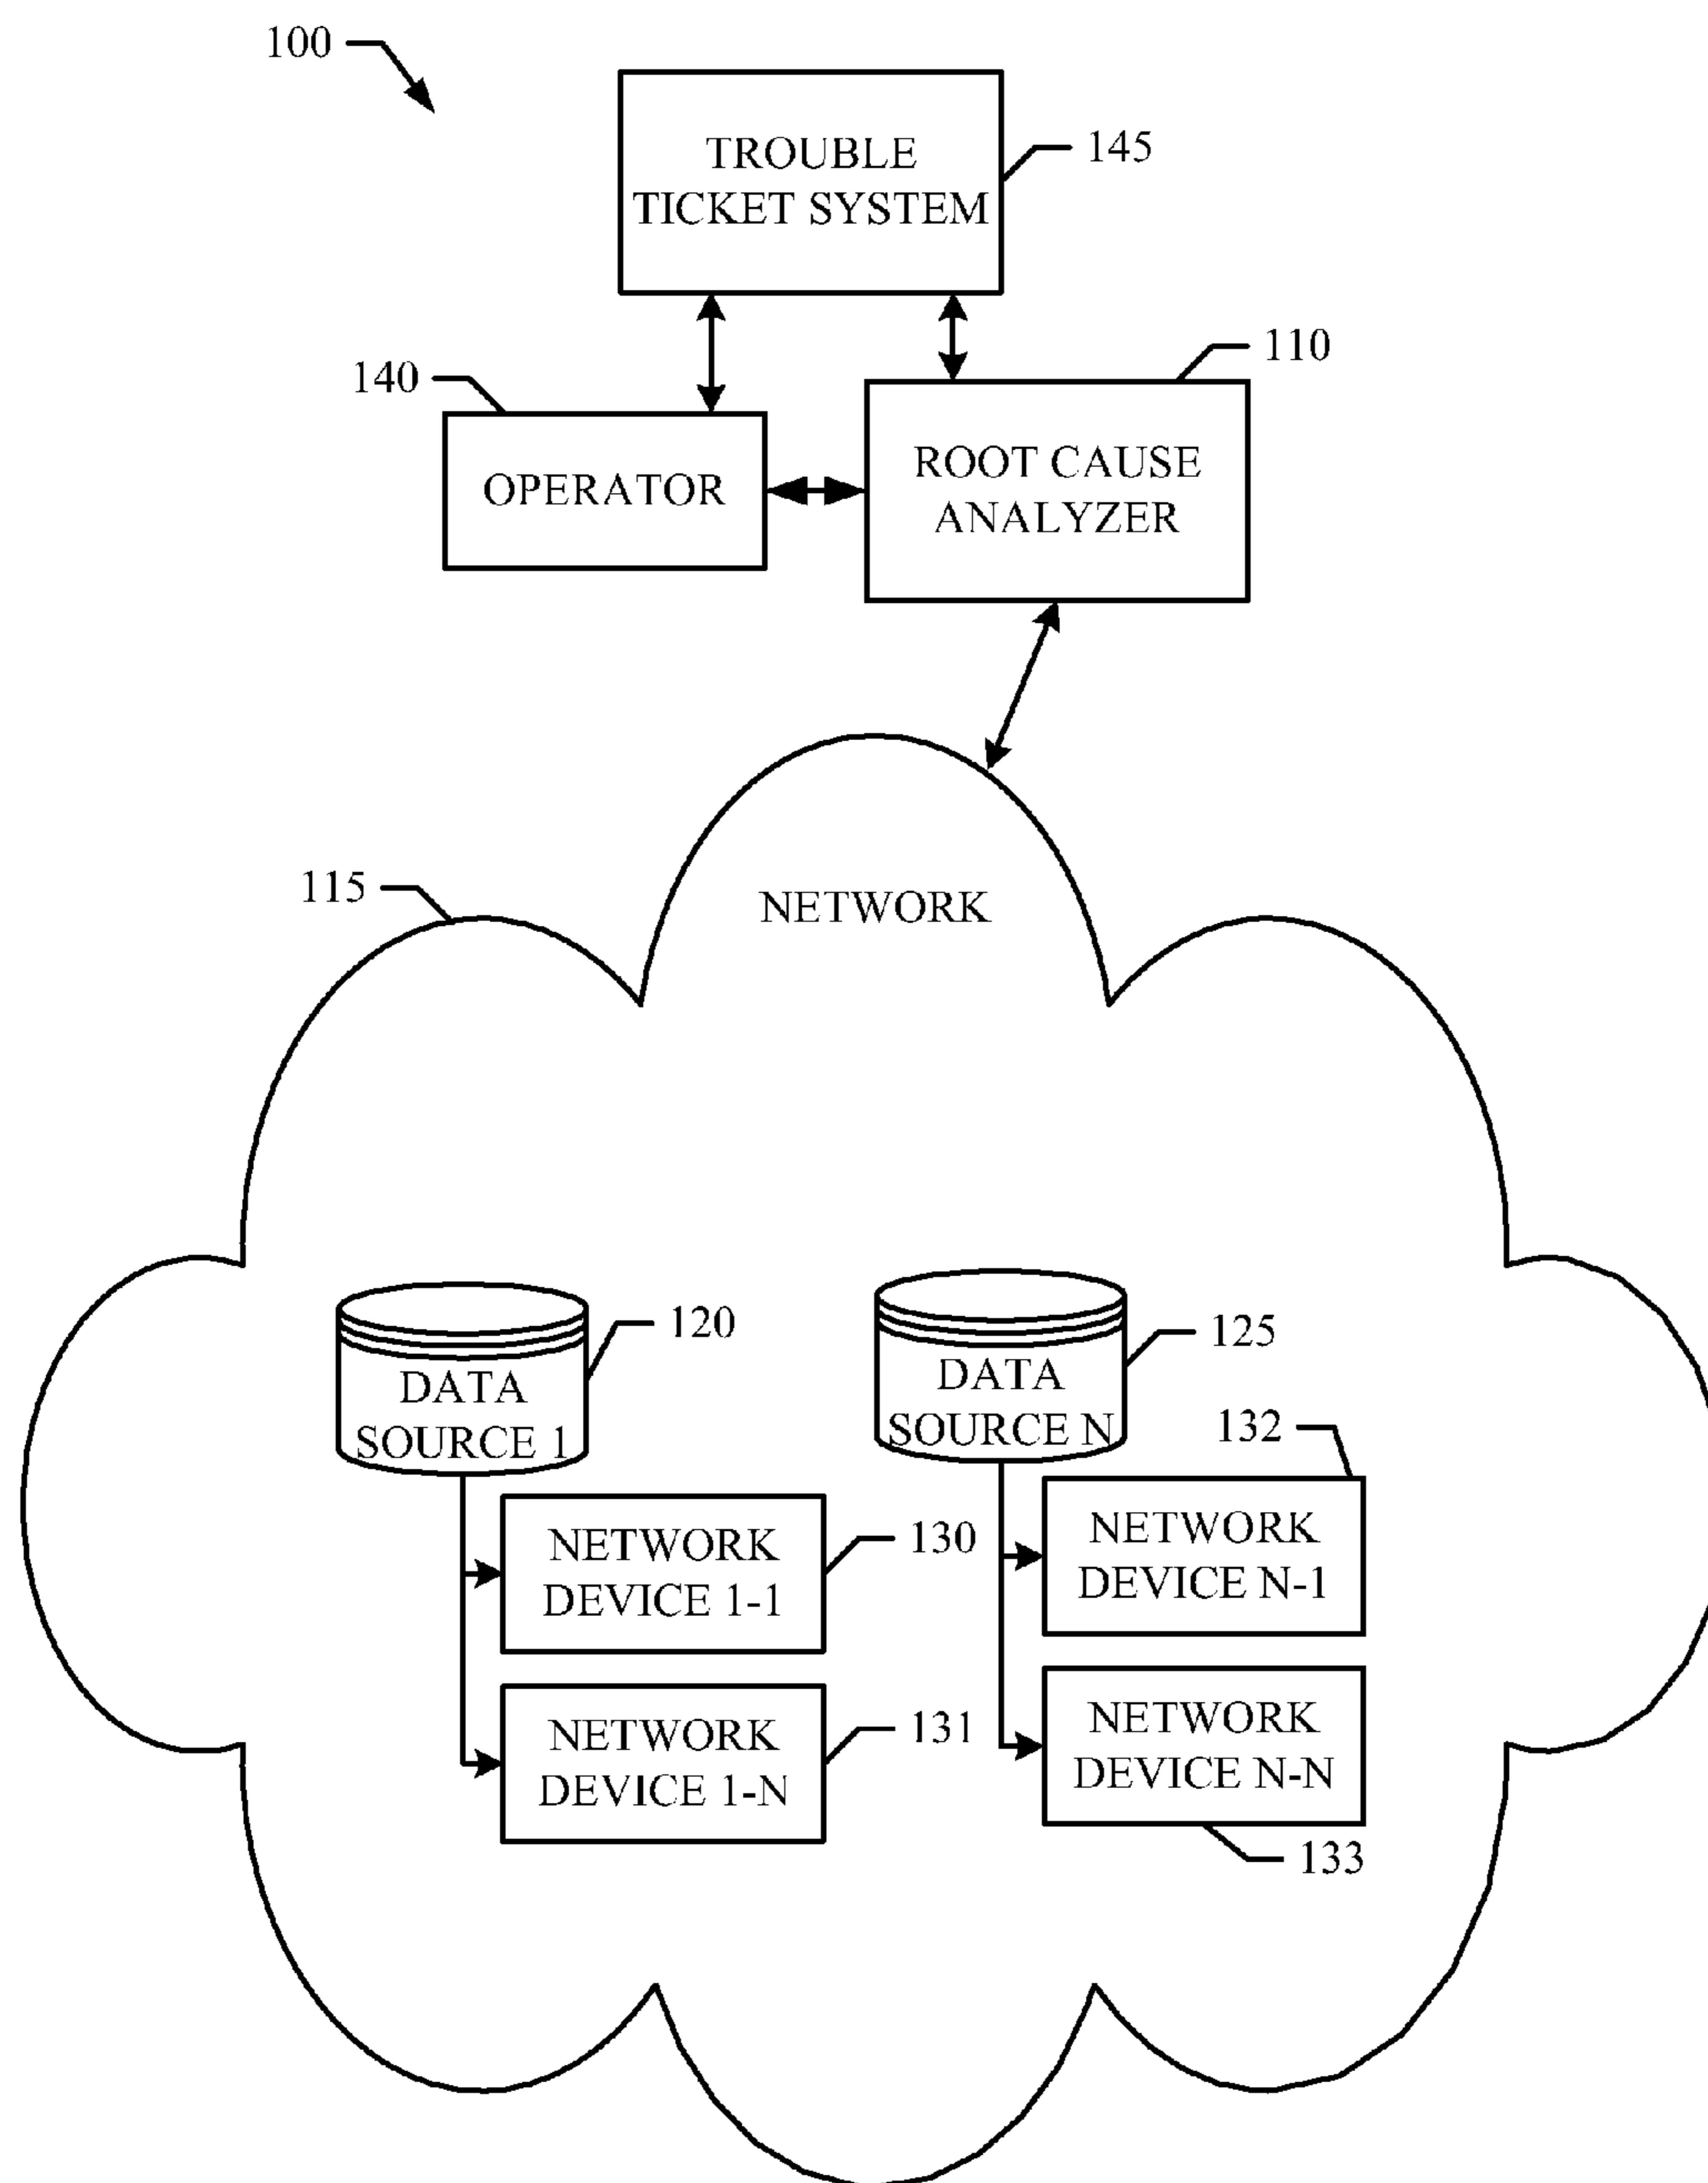 100
TROUBLE
TICKET SYSTEM
145
110
140
OPERATOR
ROOT CAUSE
ANALYZER
115
NETWORK
120
125
DATA
SOURCE 1
DATA
SOURCE N
132
NETWORK
DEVICE 1-1
130
NETWORK
DEVICE N-1
NETWORK
DEVICE 1-N
131
NETWORK
DEVICE N-N
133